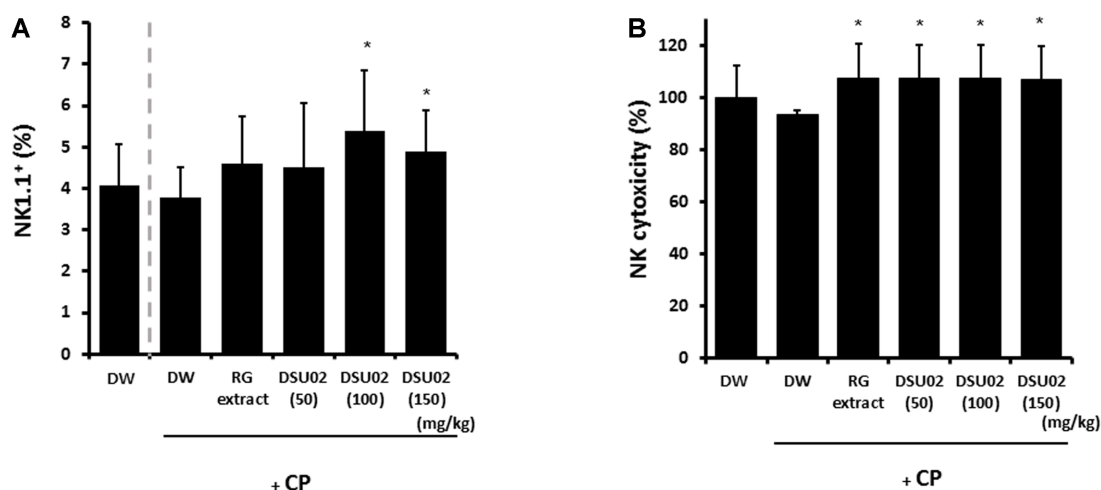 A
NK1.1+ (%)
8
7
6
5
4
3
2
1
0
*
*
DW DW RG extract DSU02 (50) DSU02 (100) DSU02 (150)
(mg/kg)
+ CP
B
NK cytoxicity (%)
120
100
80
60
40
20
0
* * * *
DW DW RG extract DSU02 (50) DSU02 (100) DSU02 (150)
(mg/kg)
+ CP